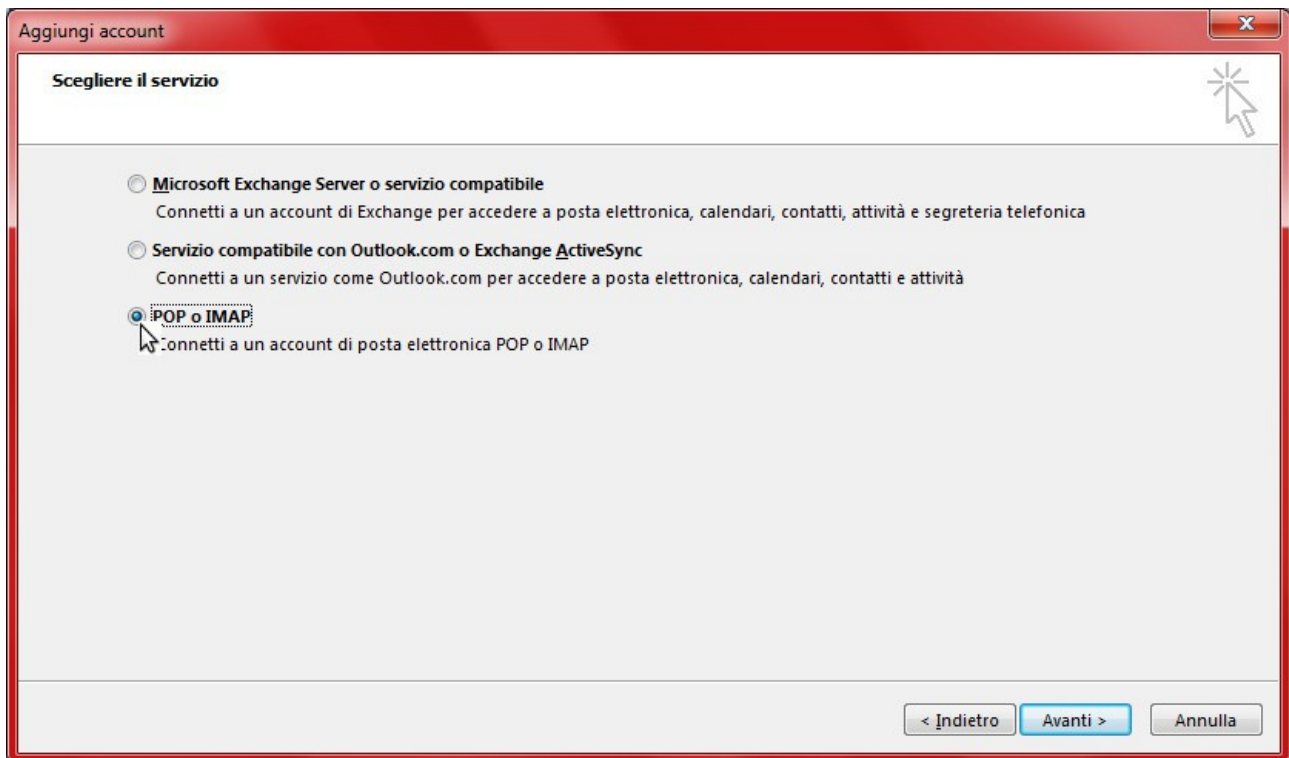 Aggiungi account
Scegliere il servizio
Microsoft Exchange Server o servizio compatibile
Connetti a un account di Exchange per accedere a posta elettronica, calendari, contatti, attività e segreteria telefonica
Servizio compatibile con Outlook.com o Exchange ActiveSync
Connetti a un servizio come Outlook.com per accedere a posta elettronica, calendari, contatti e attività
POP o IMAP
Connetti a un account di posta elettronica POP o IMAP
< Indietro Avanti > Annulla